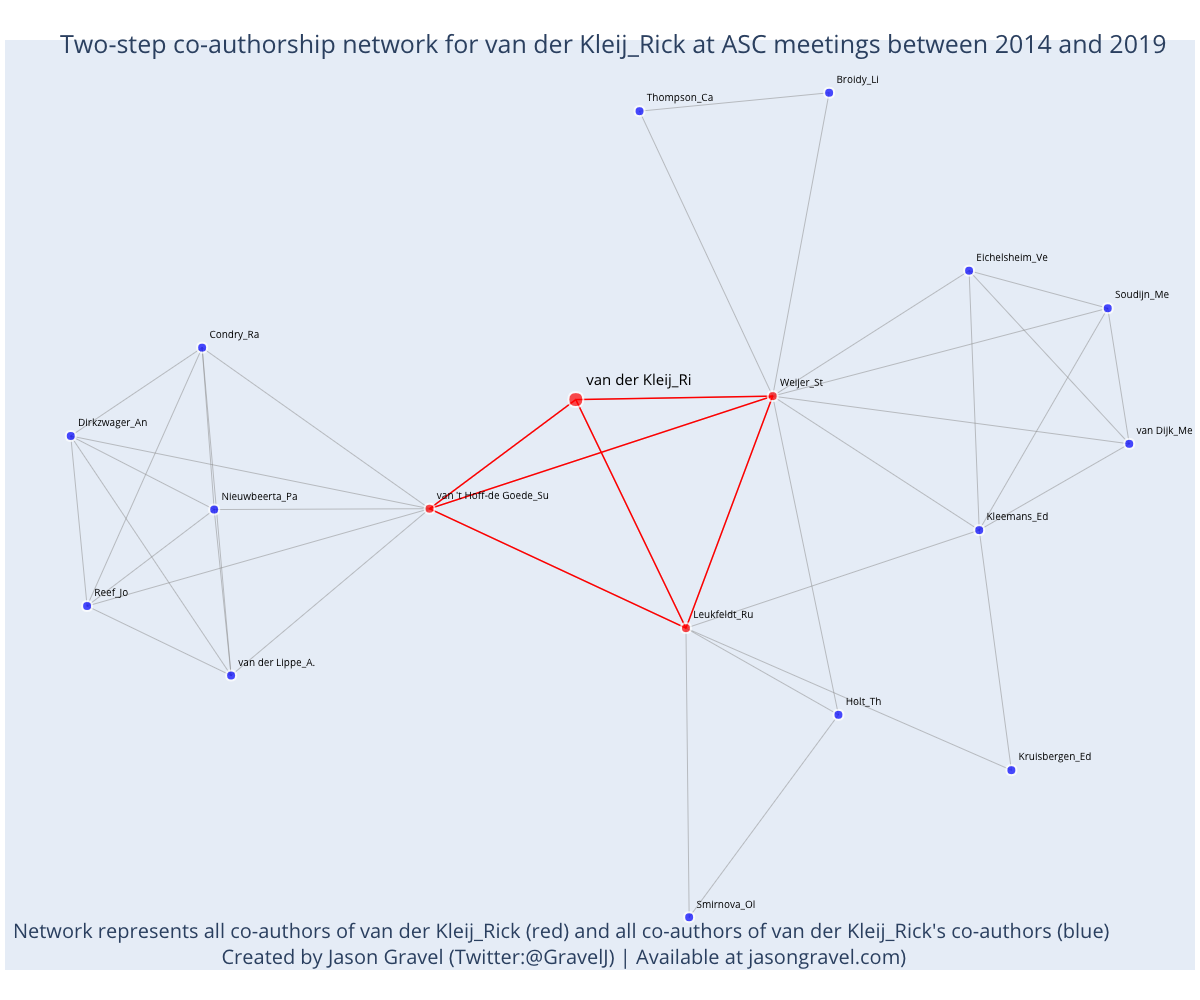 Two-step co-authorship network for van der Kleij_Rick at ASC meetings between 2014 and 2019
Broidy_Li
Thompson_Ca
Eichelsheim_Ve
Soudijn_Me
Condry_Ra
van der Kleij_Ri
Weijer_St
Dirkzwager_An
van Dijk_Me
Nieuwbeerta_Pa
van 't Hoff-de Goede_Su
Kleemans_Ed
Reef_Jo
Leukfeldt_Ru
van der Lippe_A.
Holt_Th
Kruisbergen_Ed
Smirnova_Ol
Network represents all co-authors of van der Kleij_Rick (red) and all co-authors of van der Kleij_Rick's co-authors (blue)
Created by Jason Gravel (Twitter:@GravelJ) | Available at jasongravel.com)